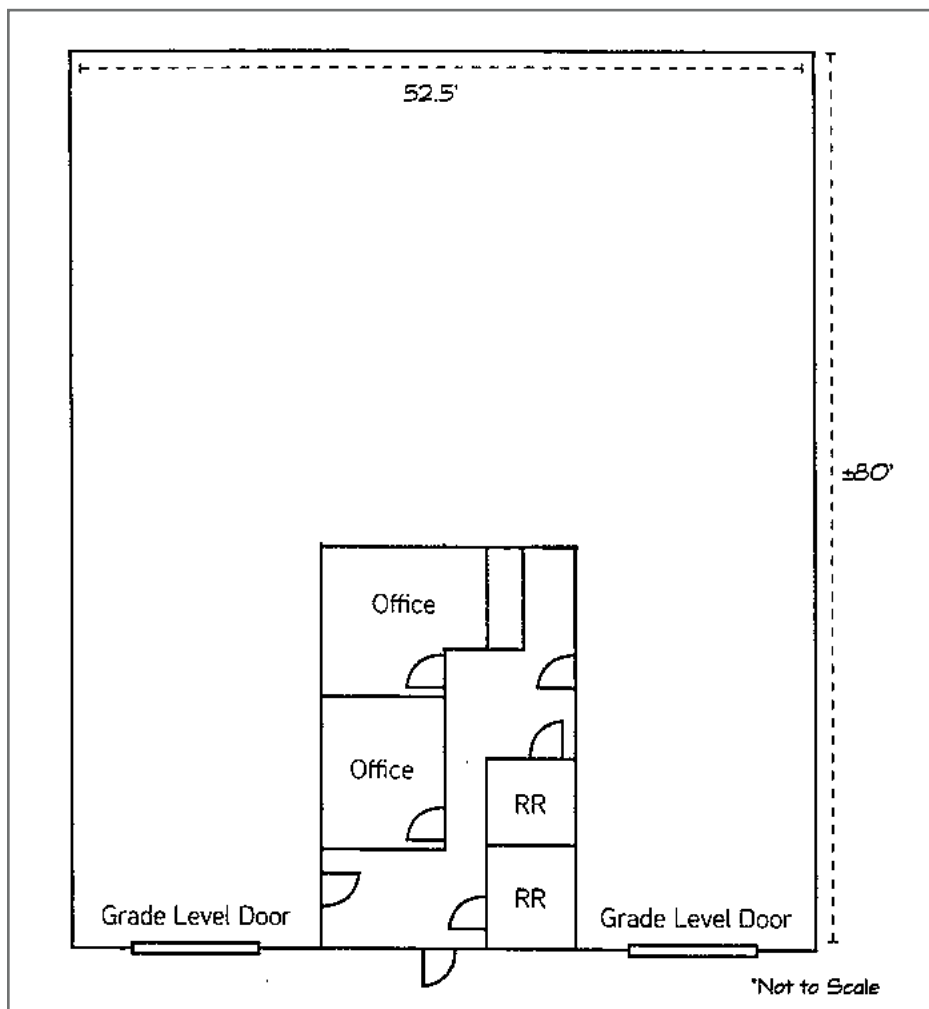 52.5'
±80'
Office
Office
RR
RR
Grade Level Door
Grade Level Door
*Not to Scale